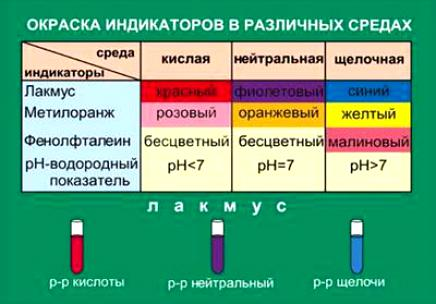 ОКРАСКА ИНДИКАТОРОВ В РАЗЛИЧНЫХ СРЕДАХ
среда
индикаторы
кислая нейтральная щелочная
Лакмус красный фиолетовый синий
Метилоранж розовый оранжевый желтый
Фенолфталеин бесцветный бесцветный малиновый
pH-водородный показатель pH<7 pH=7 pH>7
лакмус
р-р кислоты р-р нейтральный р-р щелочи